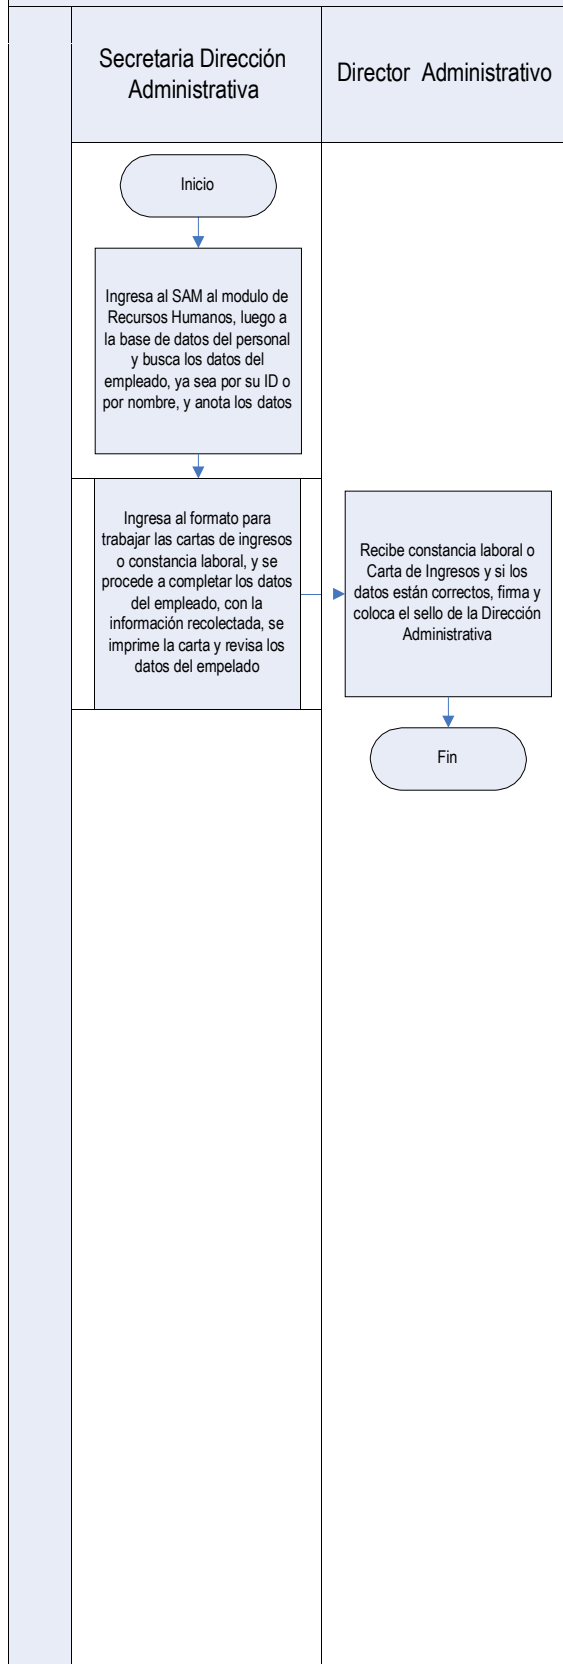 Secretaria Dirección
Administrativa
Director Administrativo
Inicio
Ingresa al SAM al modulo de
Recursos Humanos, luego a
la base de datos del personal
y busca los datos del
empleado, ya sea por su ID o
por nombre, y anota los datos
Ingresa al formato para
trabajar las cartas de ingresos
o constancia laboral, y se
procede a completar los datos
del empleado, con la
información recolectada, se
imprime la carta y revisa los
datos del empelado
Recibe constancia laboral o
Carta de Ingresos y si los
datos están correctos, firma y
coloca el sello de la Dirección
Administrativa
Fin